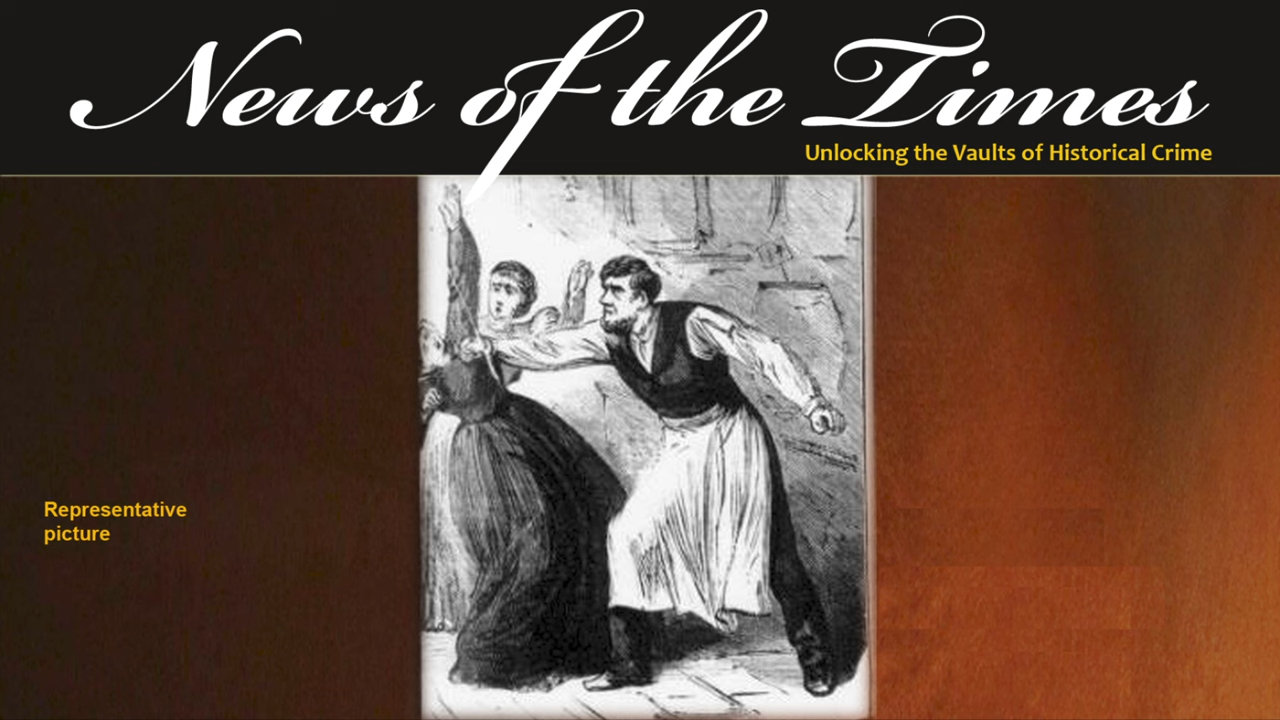 News of the Times
Unlocking the Vaults of Historical Crime
Representative
picture